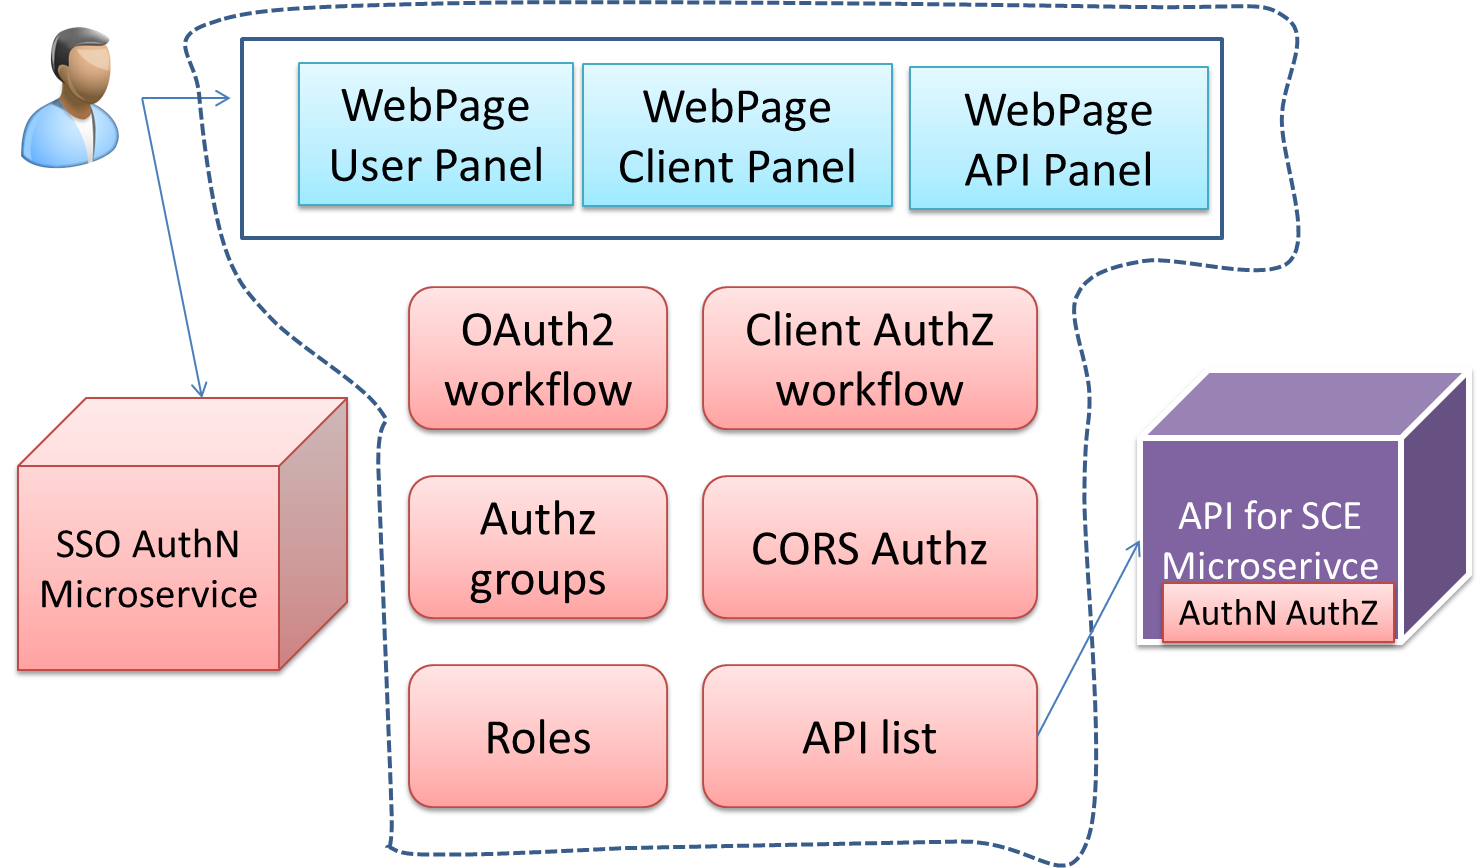 WebPage
User Panel
WebPage
Client Panel
WebPage
API Panel
OAuth2
workflow
Client AuthZ
workflow
SSO AuthN
Microservice
Authz
groups
CORS Authz
API for SCE
Microserivce
AuthN AuthZ
Roles
API list